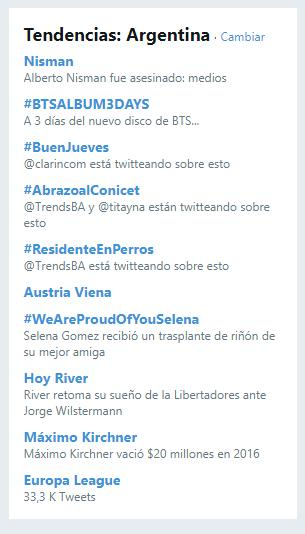 Tendencias: Argentina · Cambiar
Nisman
Alberto Nisman fue asesinado: medios
#BTSALBUM3DAYS
A 3 días del nuevo disco de BTS...
#BuenJueves
@clarincom está twitteando sobre esto
#AbrazoalConicet
@TrendsBA y @titayna están twitteando sobre
esto
#ResidenteEnPerros
@TrendsBA está twitteando sobre esto
Austria Viena
#WeAreProudOfYouSelena
Selena Gomez recibió un trasplante de riñón de
su mejor amiga
Hoy River
River retoma su sueño de la Libertadores ante
Jorge Wilstermann
Máximo Kirchner
Máximo Kirchner vació $20 millones en 2016
Europa League
33,3 K Tweets